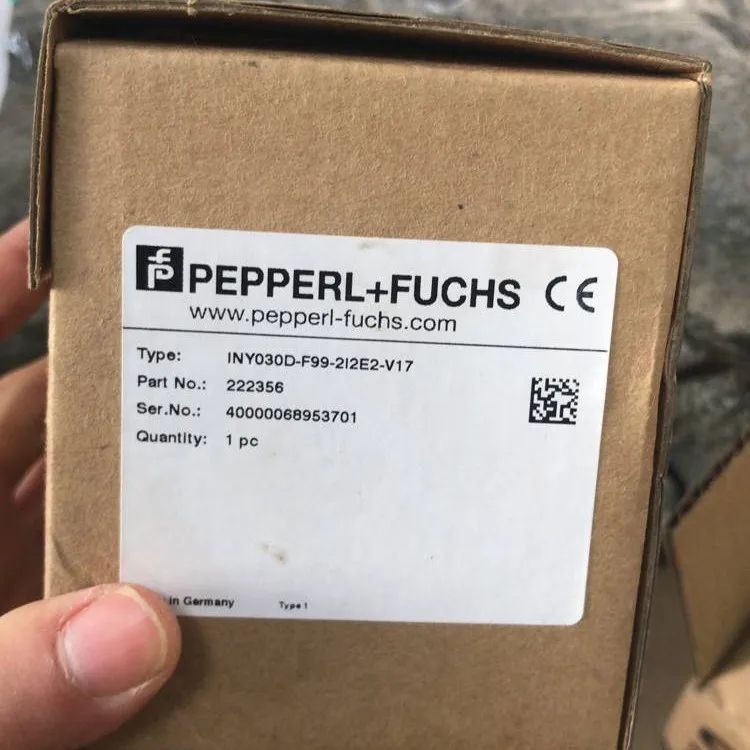 PEPPERL+FUCHS CE
www.pepperl-fuchs.com
Type: INY030D-F99-2I2E2-V17
Part No.: 222356
Ser.No.: 40000068953701
Quantity: 1 pc
in Germany Type 1